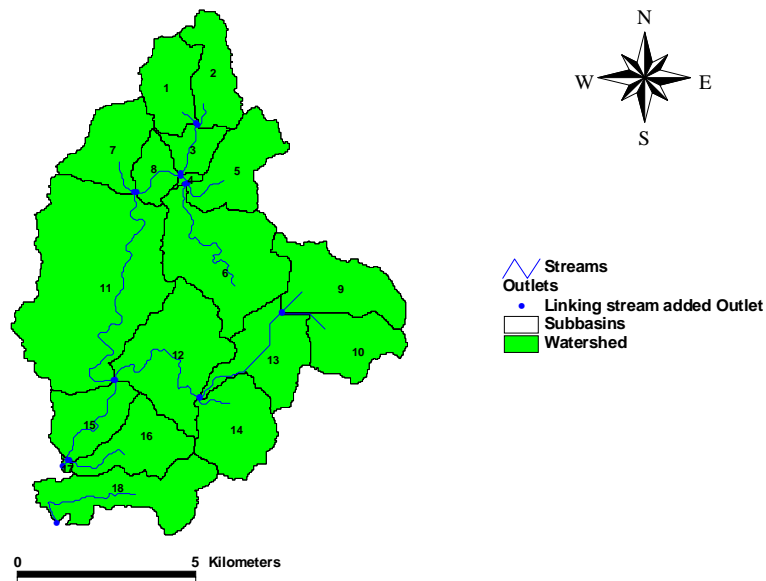 N
W E
S
1
2
3
7
8
4
5
6
11
9
12
13
10
15
16
14
17
18
Streams
Outlets
Linking stream added Outlet
Subbasins
Watershed
0 5 Kilometers